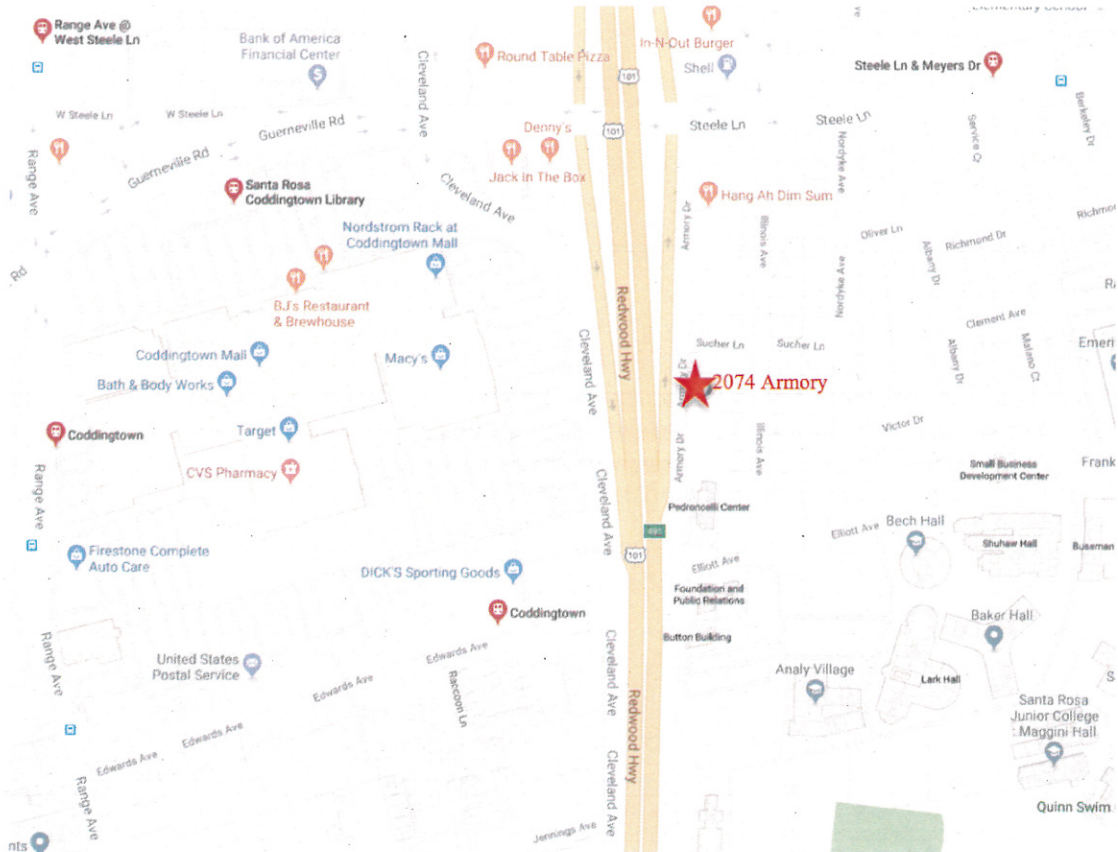 Range Ave @
West Steele Ln
Bank of America
Financial Center
Cleveland Ave
Round Table Pizza
In-N-Out Burger
Shell
Steele Ln & Meyers Dr
101
W Steele Ln
W Steele Ln
Guerneville Rd
Guerneville Rd
Range Ave
Denny's
Jack In The Box
101
Steele Ln
Steele Ln
Nordyke Ave
Service Ct
Berkeley Dr
Santa Rosa
Coddingtown Library
Cleveland Ave
Hang Ah Dim Sum
Armory Dr
Illinois Ave
Oliver Ln
Richmond Dr
Albany Dr
Nordstrom Rack at
Coddingtown Mall
Rd
BJ's Restaurant
& Brewhouse
Redwood Hwy
Nordyke Ave
Clement Ave
Coddingtown Mall
Macy's
Bath & Body Works
Cleveland Ave
Sucher Ln
Sucher Ln
Albany Dr
Malano Ct
2074 Armory
Coddingtown
Target
CVS Pharmacy
Range Ave
Armory Dr
Illinois Ave
Victor Dr
Small Business
Development Center
Frank
Cleveland Ave
Pedroncelli Center
Elliott Ave
Bech Hall
Shuhaw Hall
Buseman
Firestone Complete
Auto Care
DICK'S Sporting Goods
101
Elliott Ave
Coddingtown
Foundation and
Public Relations
Button Building
Baker Hall
Range Ave
United States
Postal Service
Edwards Ave
Edwards Ave
Raccoon Ln
Cleveland Ave
Analy Village
Lark Hall
Santa Rosa
Junior College
Maggini Hall
Edwards Ave
Edwards Ave
Redwood Hwy
Range Ave
Cleveland Ave
Quinn Swim
Jennings Ave
nts